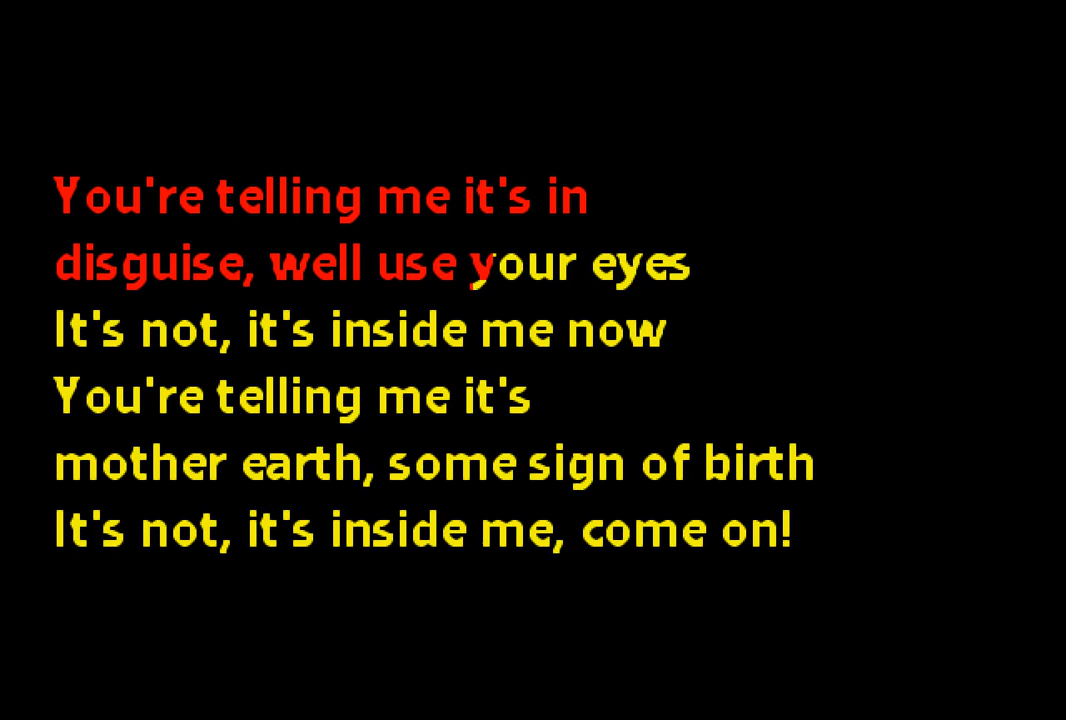 You're telling me it's in
disguise, well use your eyes
It's not, it's inside me now
You're telling me it's
mother earth, some sign of birth
It's not, it's inside me, come on!